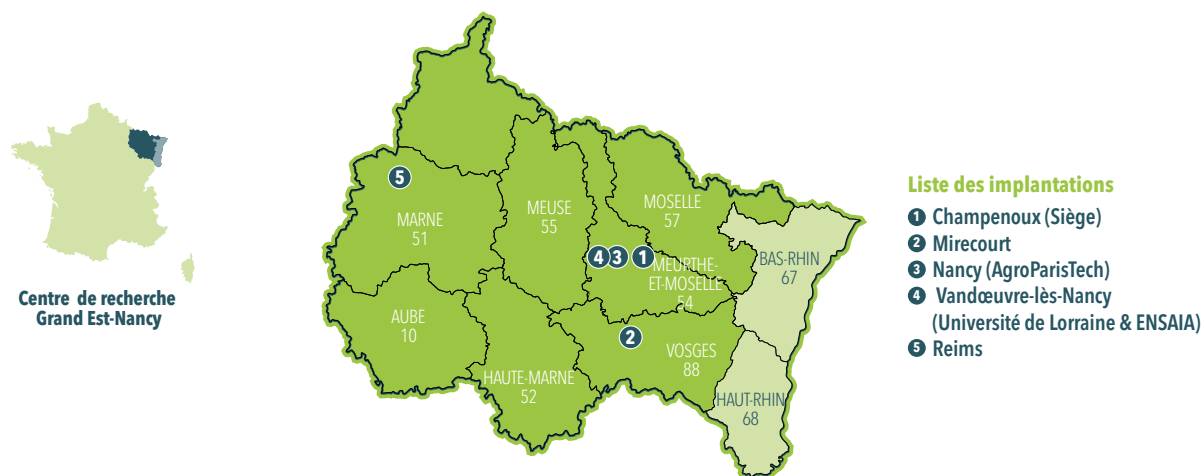 Centre de recherche
Grand Est-Nancy
5
MARNE
51
MEUSE
55
MOSELLE
57
4
3
1
MEURTHE-
ET-MOSELLE
54
BAS-RHIN
67
AUBE
10
2
VOSGES
88
HAUTE-MARNE
52
HAUT-RHIN
68
Liste des implantations
1 Champenoux (Siège)
2 Mirecourt
3 Nancy (AgroParisTech)
4 Vandœuvre-lès-Nancy
(Université de Lorraine & ENSAIA)
5 Reims